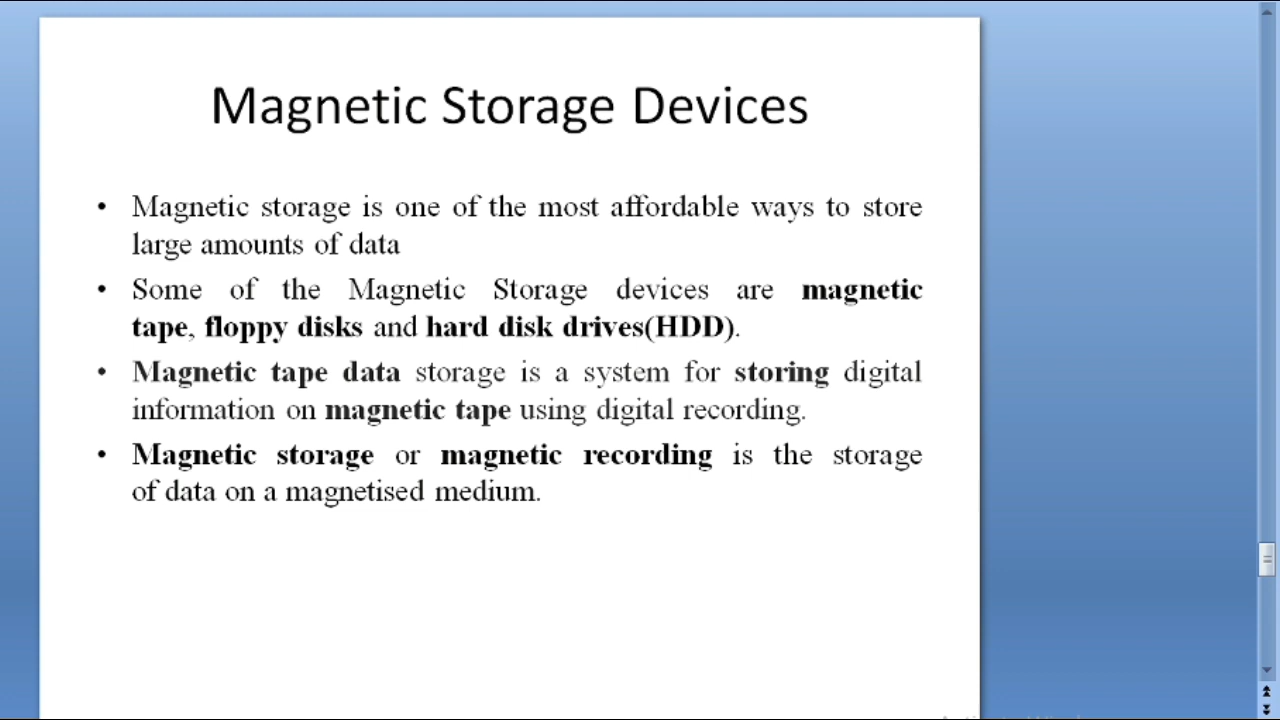 Magnetic Storage Devices
• Magnetic storage is one of the most affordable ways to store
large amounts of data
• Some of the Magnetic Storage devices are magnetic
tape, floppy disks and hard disk drives(HDD).
• Magnetic tape data storage is a system for storing digital
information on magnetic tape using digital recording.
• Magnetic storage or magnetic recording is the storage
of data on a magnetised medium.